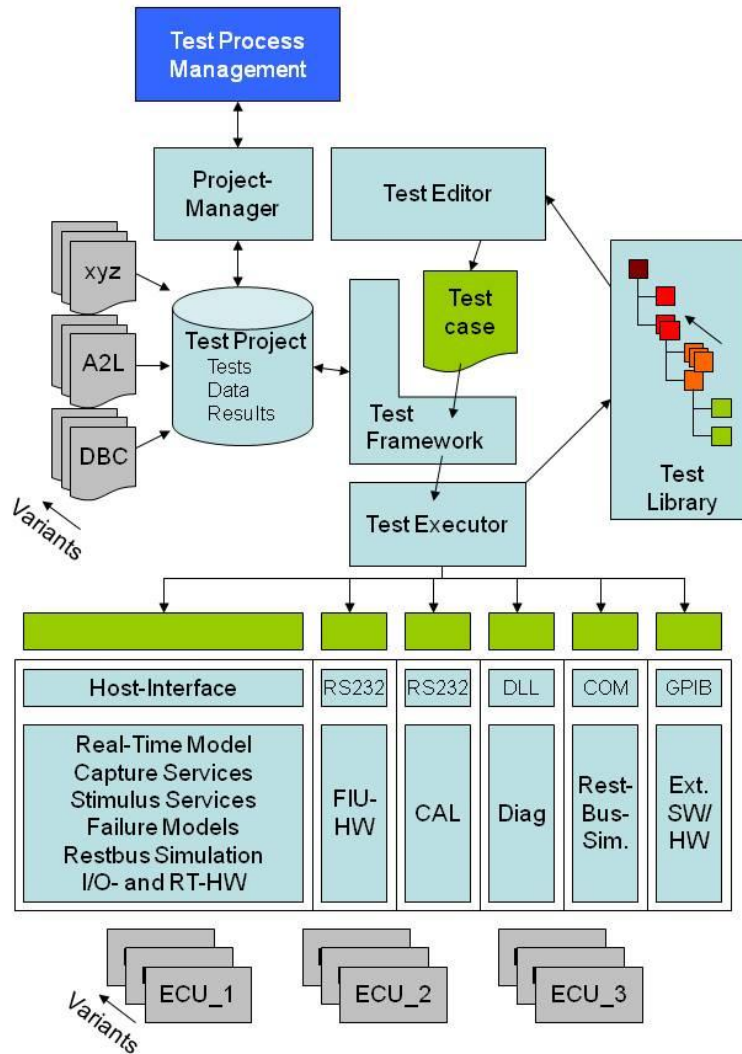 Test Process
Management
Project-
Manager
Test Editor
xyz
A2L
DBC
Variants
Test Project
Tests
Data
Results
Test
case
Test
Framework
Test Executor
Test
Library
Host-Interface
RS232
RS232
DLL
COM
GPIB
Real-Time Model
Capture Services
Stimulus Services
Failure Models
Restbus Simulation
I/O- and RT-HW
FIU-
HW
CAL
Diag
Rest-
Bus-
Sim.
Ext.
SW/
HW
ECU_1
ECU_2
ECU_3
Variants